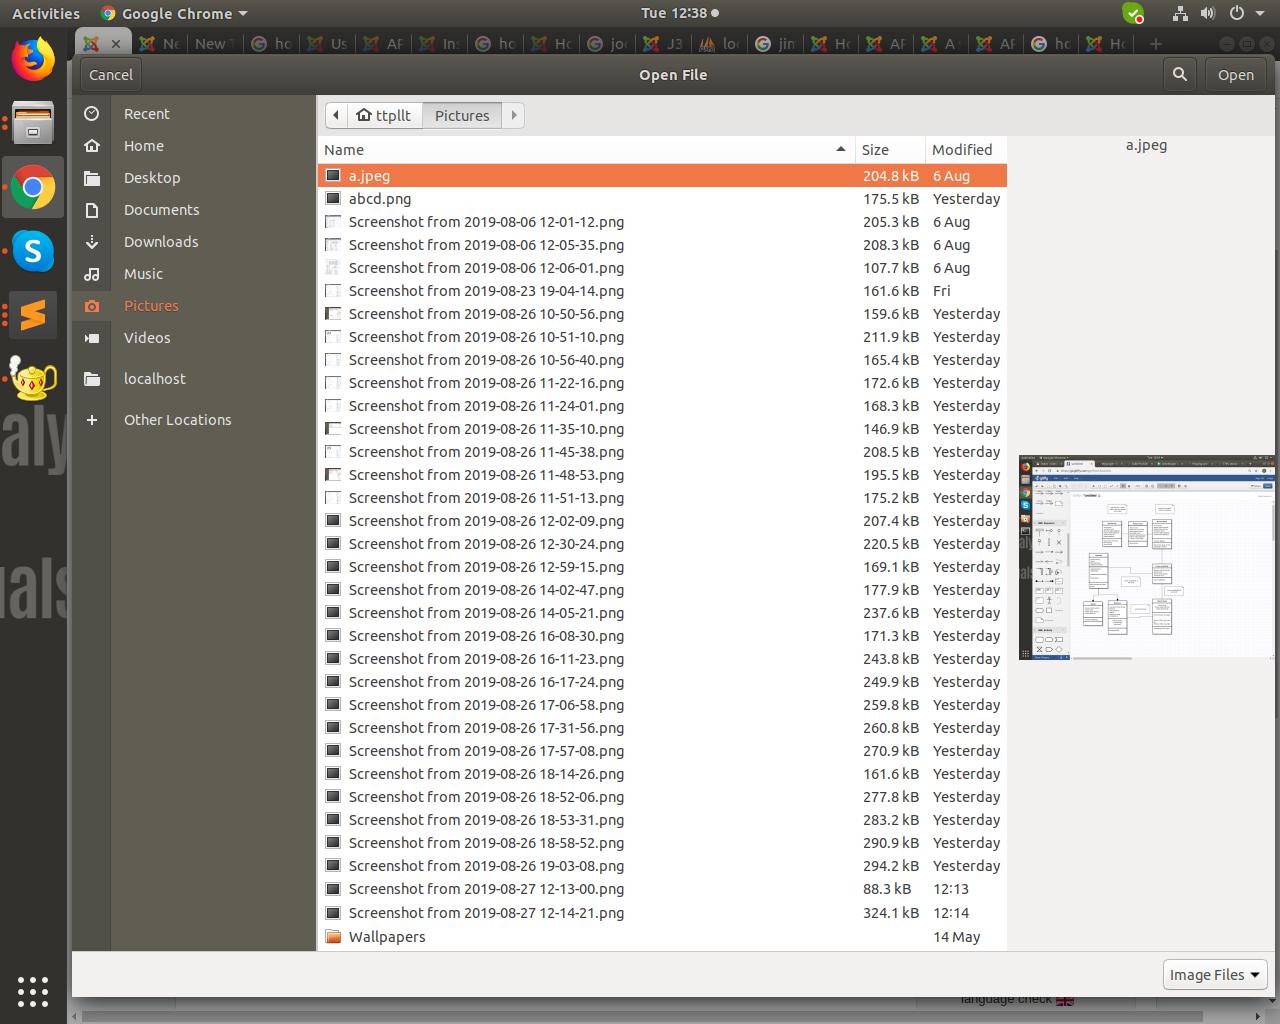 Activities
Google Chrome
Tue 12:38
Ne
New T
ho
Us
AP
Ins
ho
Ho
joo
J3
lo
jim
Ho
AP
A
AP
ho
Ho
Cancel
Open File
Open
Recent
Home
Desktop
Documents
Downloads
Music
Pictures
Videos
localhost
Other Locations
ttpllt
Pictures
Name Size Modified
a.jpeg 204.8 kB 6 Aug
abcd.png 175.5 kB Yesterday
Screenshot from 2019-08-06 12-01-12.png 205.3 kB 6 Aug
Screenshot from 2019-08-06 12-05-35.png 208.3 kB 6 Aug
Screenshot from 2019-08-06 12-06-01.png 107.7 kB 6 Aug
Screenshot from 2019-08-23 19-04-14.png 161.6 kB Fri
Screenshot from 2019-08-26 10-50-56.png 159.6 kB Yesterday
Screenshot from 2019-08-26 10-51-10.png 211.9 kB Yesterday
Screenshot from 2019-08-26 10-56-40.png 165.4 kB Yesterday
Screenshot from 2019-08-26 11-22-16.png 172.6 kB Yesterday
Screenshot from 2019-08-26 11-24-01.png 168.3 kB Yesterday
Screenshot from 2019-08-26 11-35-10.png 146.9 kB Yesterday
Screenshot from 2019-08-26 11-45-38.png 208.5 kB Yesterday
Screenshot from 2019-08-26 11-48-53.png 195.5 kB Yesterday
Screenshot from 2019-08-26 11-51-13.png 175.2 kB Yesterday
Screenshot from 2019-08-26 12-02-09.png 207.4 kB Yesterday
Screenshot from 2019-08-26 12-30-24.png 220.5 kB Yesterday
Screenshot from 2019-08-26 12-59-15.png 169.1 kB Yesterday
Screenshot from 2019-08-26 14-02-47.png 177.9 kB Yesterday
Screenshot from 2019-08-26 14-05-21.png 237.6 kB Yesterday
Screenshot from 2019-08-26 16-08-30.png 171.3 kB Yesterday
Screenshot from 2019-08-26 16-11-23.png 243.8 kB Yesterday
Screenshot from 2019-08-26 16-17-24.png 249.9 kB Yesterday
Screenshot from 2019-08-26 17-06-58.png 259.8 kB Yesterday
Screenshot from 2019-08-26 17-31-56.png 260.8 kB Yesterday
Screenshot from 2019-08-26 17-57-08.png 270.9 kB Yesterday
Screenshot from 2019-08-26 18-14-26.png 161.6 kB Yesterday
Screenshot from 2019-08-26 18-52-06.png 277.8 kB Yesterday
Screenshot from 2019-08-26 18-53-31.png 283.2 kB Yesterday
Screenshot from 2019-08-26 18-58-52.png 290.9 kB Yesterday
Screenshot from 2019-08-26 19-03-08.png 294.2 kB Yesterday
Screenshot from 2019-08-27 12-13-00.png 88.3 kB 12:13
Screenshot from 2019-08-27 12-14-21.png 324.1 kB 12:14
Wallpapers 14 May
a.jpeg
Image Files
language check
aly
uals